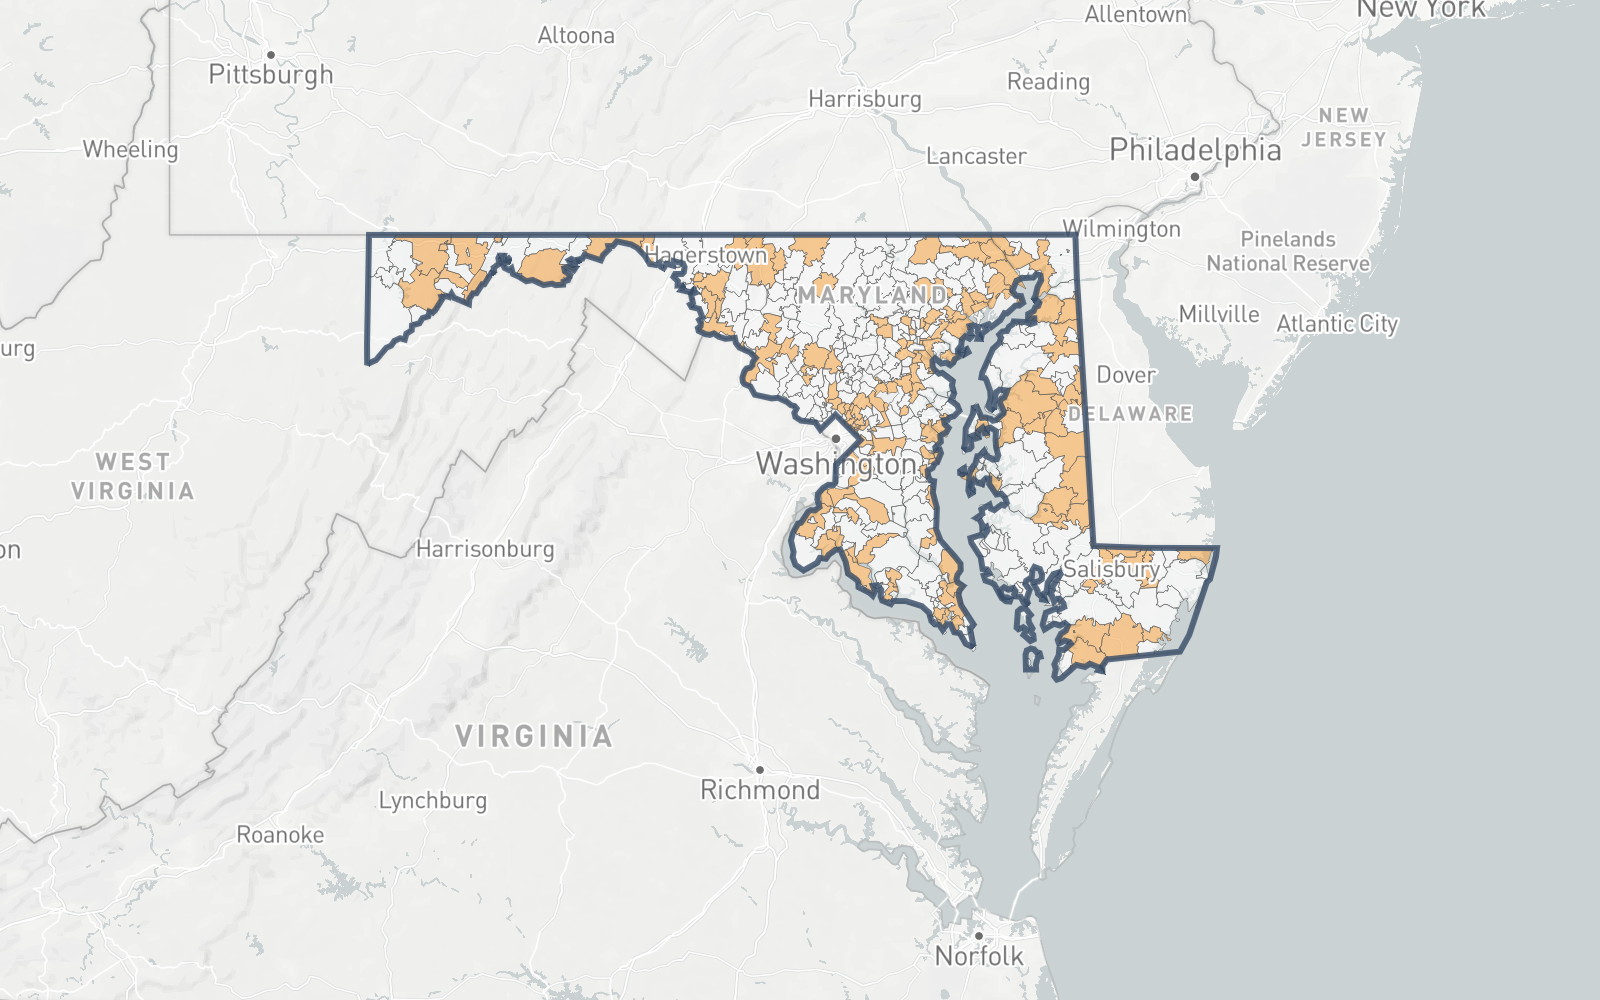 New York
Allentown
Altoona
Pittsburgh
Reading
Harrisburg
NEW
JERSEY
Wheeling
Lancaster
Philadelphia
Wilmington
Pinelands
National Reserve
Hagerstown
MARYLAND
Millville
Atlantic City
urg
Dover
DELAWARE
WEST
VIRGINIA
Washington
on
Harrisonburg
Salisbury
VIRGINIA
Richmond
Lynchburg
Roanoke
Norfolk